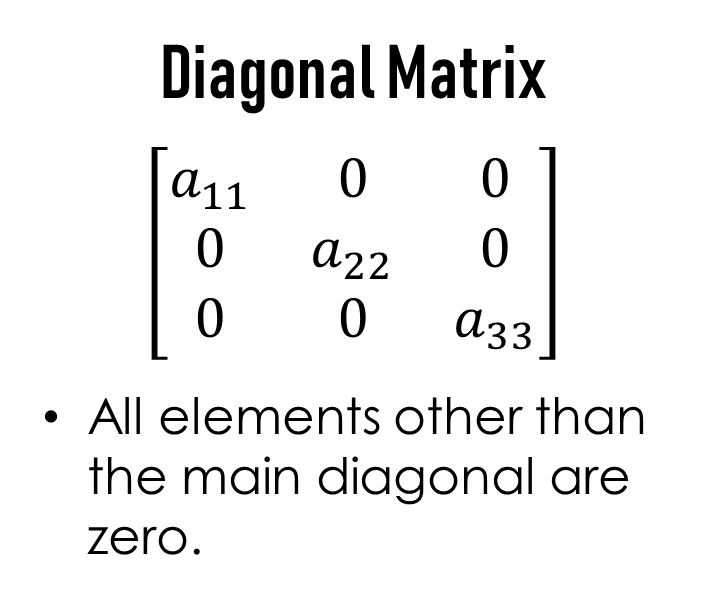 Diagonal Matrix
a₁₁ 0 0
0 a₂₂ 0
0 0 a₃₃
• All elements other than
the main diagonal are
zero.